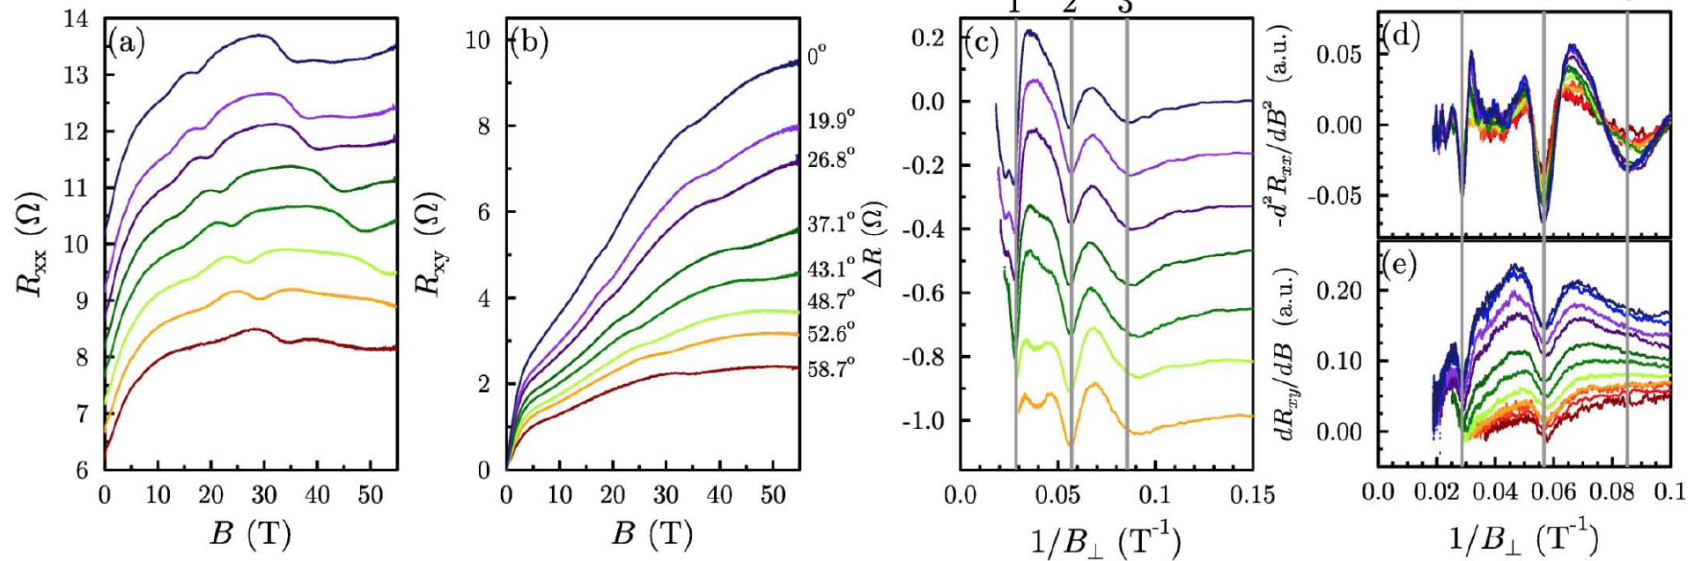 (a)
14
13
12
11
10
9
8
7
6
R_xx (Ω)
0 10 20 30 40 50
B (T)
(b)
10
8
6
4
2
0
R_xy (Ω)
0 10 20 30 40 50
B (T)
0°
19.9°
26.8°
37.1°
43.1°
48.7°
52.6°
58.7°
1 2 3
(c)
0.2
0.0
-0.2
-0.4
-0.6
-0.8
-1.0
ΔR (Ω)
0.0 0.05 0.1 0.15
1/B_⊥ (T⁻¹)
(d)
0.05
0.00
-0.05
-d²R_xx/dB² (a.u.)
(e)
0.20
0.10
0.00
dR_xy/dB (a.u.)
0.0 0.02 0.04 0.06 0.08 0.1
1/B_⊥ (T⁻¹)